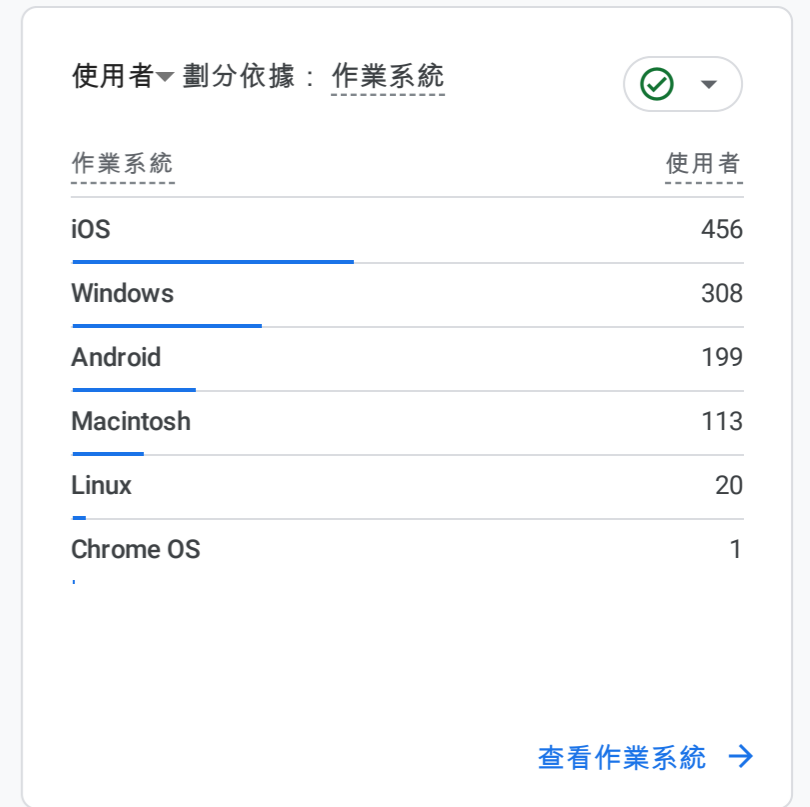 使用者 劃分依據： 作業系統
作業系統 使用者
iOS 456
Windows 308
Android 199
Macintosh 113
Linux 20
Chrome OS 1
查看作業系統